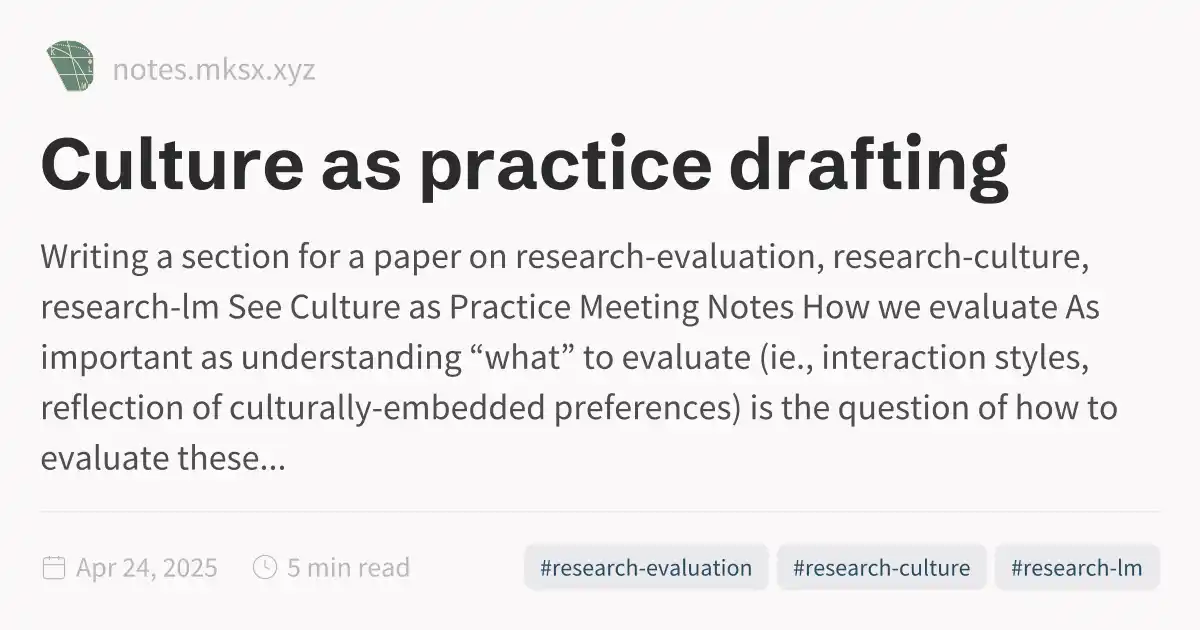 notes.mksx.xyz
Culture as practice drafting
Writing a section for a paper on research-evaluation, research-culture,
research-lm See Culture as Practice Meeting Notes How we evaluate As
important as understanding “what” to evaluate (ie., interaction styles,
reflection of culturally-embedded preferences) is the question of how to
evaluate these...
Apr 24, 2025 5 min read #research-evaluation #research-culture #research-lm